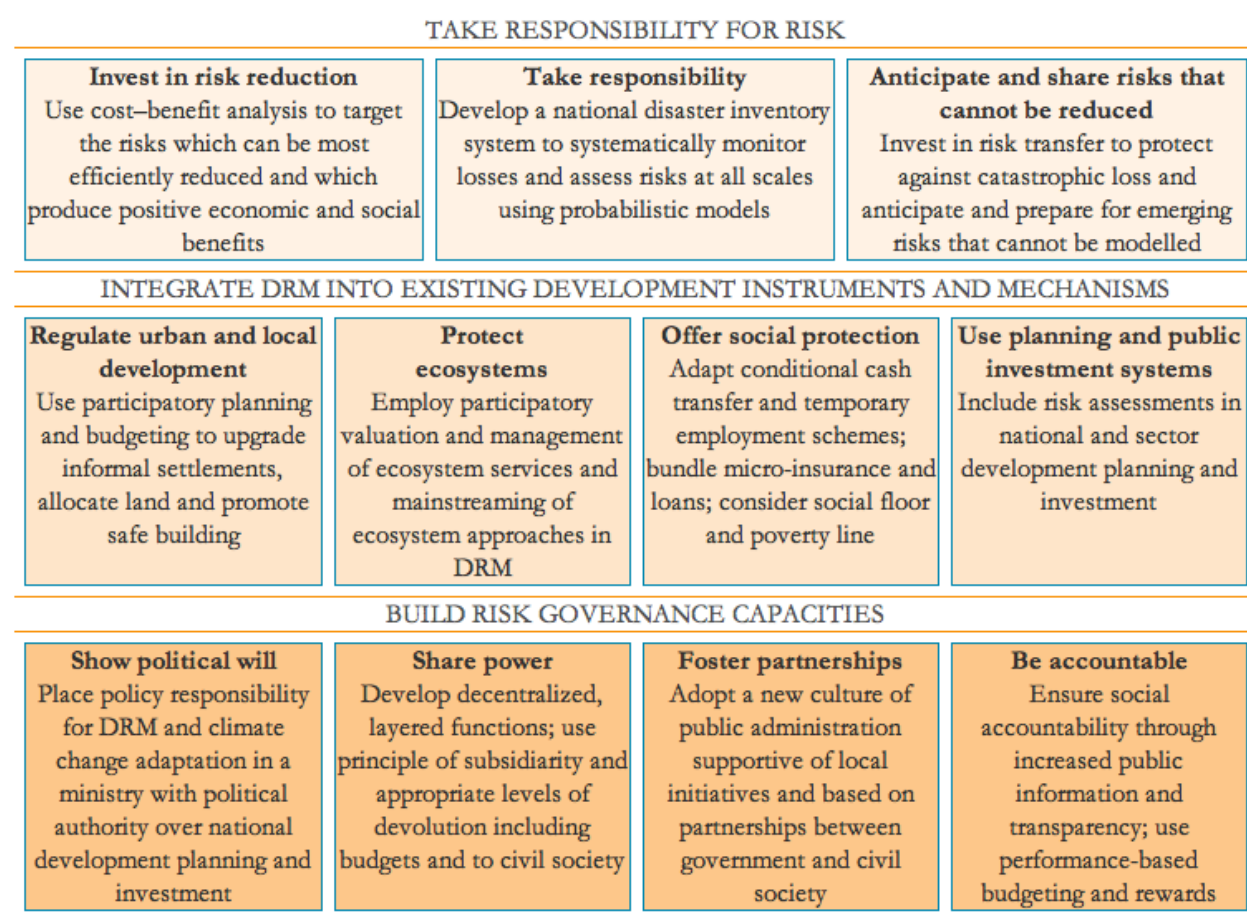 TAKE RESPONSIBILITY FOR RISK
Invest in risk reduction
Use cost–benefit analysis to target
the risks which can be most
efficiently reduced and which
produce positive economic and social
benefits
Take responsibility
Develop a national disaster inventory
system to systematically monitor
losses and assess risks at all scales
using probabilistic models
Anticipate and share risks that
cannot be reduced
Invest in risk transfer to protect
against catastrophic loss and
anticipate and prepare for emerging
risks that cannot be modelled
INTEGRATE DRM INTO EXISTING DEVELOPMENT INSTRUMENTS AND MECHANISMS
Regulate urban and local
development
Use participatory planning
and budgeting to upgrade
informal settlements,
allocate land and promote
safe building
Protect
ecosystems
Employ participatory
valuation and management
of ecosystem services and
mainstreaming of
ecosystem approaches in
DRM
Offer social protection
Adapt conditional cash
transfer and temporary
employment schemes;
bundle micro-insurance and
loans; consider social floor
and poverty line
Use planning and public
investment systems
Include risk assessments in
national and sector
development planning and
investment
BUILD RISK GOVERNANCE CAPACITIES
Show political will
Place policy responsibility
for DRM and climate
change adaptation in a
ministry with political
authority over national
development planning and
investment
Share power
Develop decentralized,
layered functions; use
principle of subsidiarity and
appropriate levels of
devolution including
budgets and to civil society
Foster partnerships
Adopt a new culture of
public administration
supportive of local
initiatives and based on
partnerships between
government and civil
society
Be accountable
Ensure social
accountability through
increased public
information and
transparency; use
performance-based
budgeting and rewards